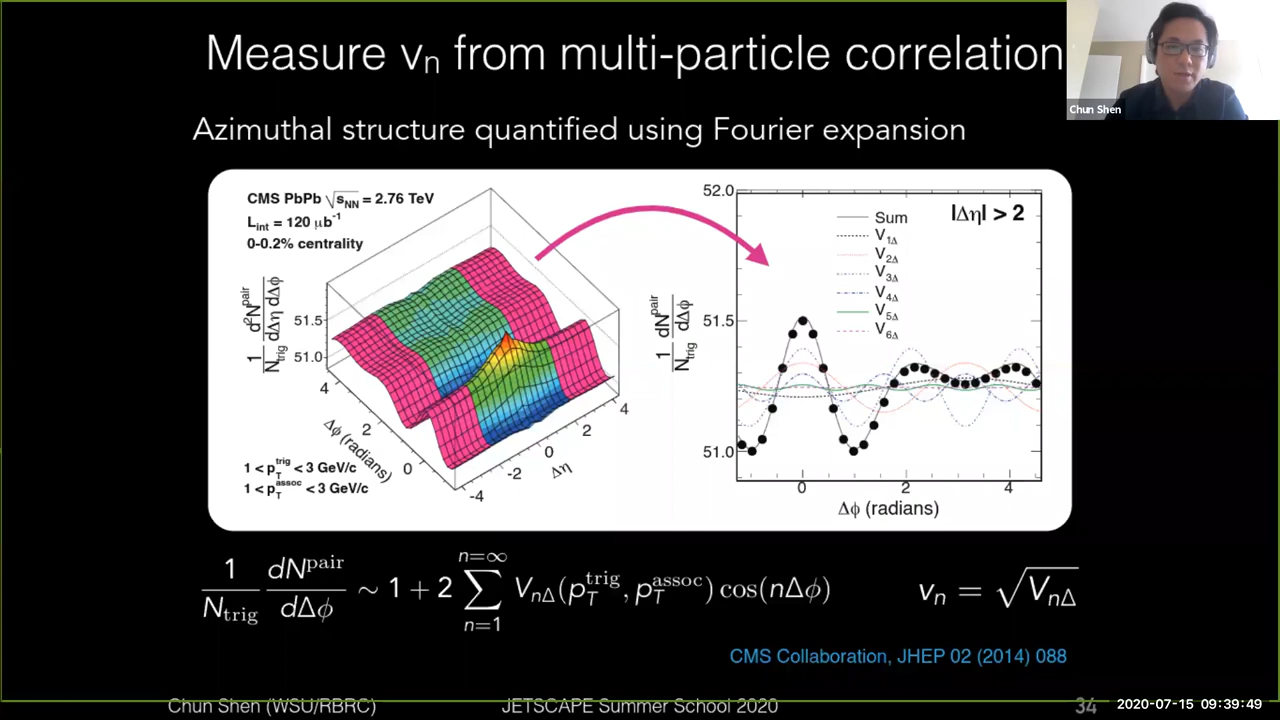 Measure vn from multi-particle correlation
Chun Shen
Azimuthal structure quantified using Fourier expansion
CMS PbPb √sNN = 2.76 TeV
Lint = 120 μb-1
0-0.2% centrality
1/Ntrig d2Npair/dΔη dΔϕ
51.5
51.0
4
2
0
Δϕ (radians)
-4
-2
0
2
4
Δη
1 < pTtrig < 3 GeV/c
1 < pTassoc < 3 GeV/c
1/Ntrig dNpair/dΔϕ
52.0
51.5
51.0
|Δη| > 2
Sum
V1Δ
V2Δ
V3Δ
V4Δ
V5Δ
V6Δ
0
2
4
Δϕ (radians)
1/Ntrig dNpair/dΔϕ ∼ 1 + 2 ∑n=1n=∞ VnΔ(pTtrig, pTassoc) cos(nΔϕ)
vn = √VnΔ
CMS Collaboration, JHEP 02 (2014) 088
Chun Shen (WSU/RBRC)
JETSCAPE Summer School 2020
34
2020-07-15 09:39:49